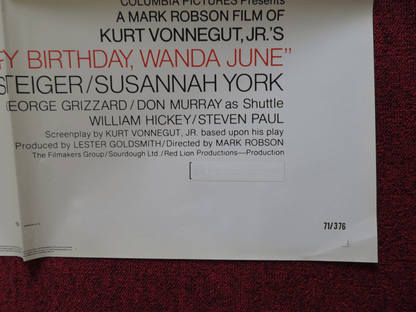 COLUMBIA PICTURES Presents
A MARK ROBSON FILM OF
KURT VONNEGUT, JR.'S
Y BIRTHDAY, WANDA JUNE"
STEIGER/SUSANNAH YORK
GEORGE GRIZZARD/DON MURRAY as Shuttle
WILLIAM HICKEY/STEVEN PAUL
Screenplay by KURT VONNEGUT, JR. based upon his play
Produced by LESTER GOLDSMITH/Directed by MARK ROBSON
The Filmakers Group/Sourdough Ltd./Red Lion Productions—Production
71/376